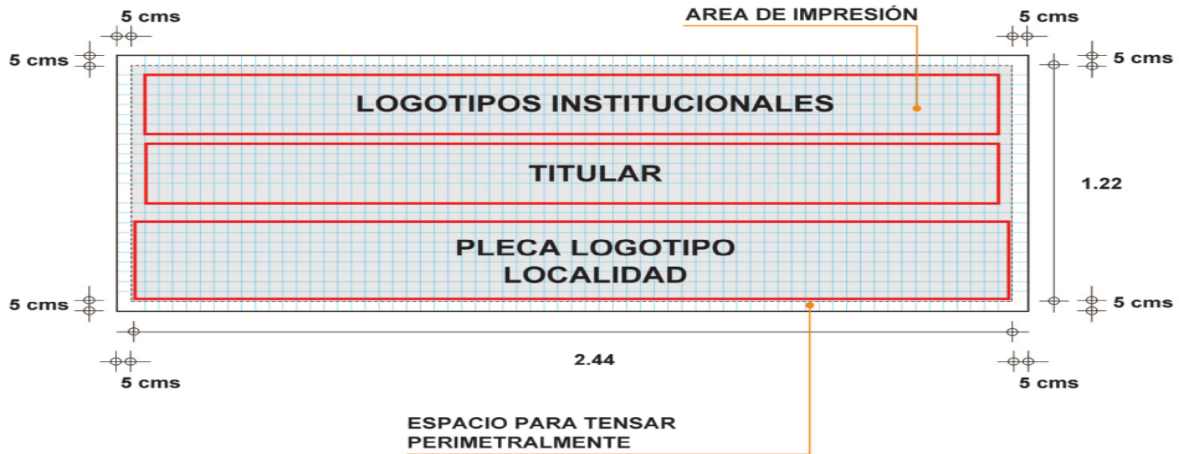 5 cms
AREA DE IMPRESIÓN
5 cms
5 cms
5 cms
LOGOTIPOS INSTITUCIONALES
TITULAR
1.22
PLECA LOGOTIPO
LOCALIDAD
5 cms
5 cms
2.44
5 cms
5 cms
ESPACIO PARA TENSAR
PERIMETRALMENTE